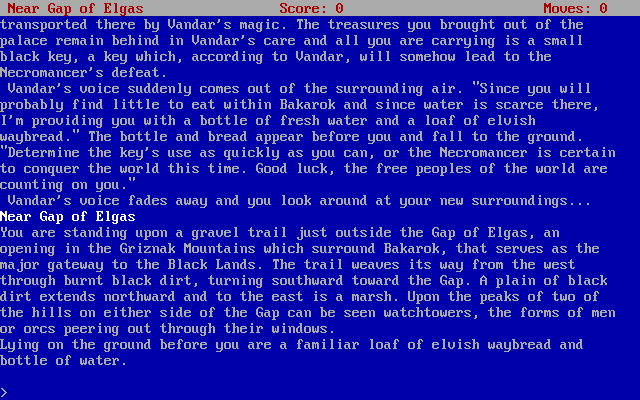 Near Gap of Elgas Score: 0 Moves: 0
transported there by Vandar's magic. The treasures you brought out of the
palace remain behind in Vandar's care and all you are carrying is a small
black key, a key which, according to Vandar, will somehow lead to the
Necromancer's defeat.
Vandar's voice suddenly comes out of the surrounding air. "Since you will
probably find little to eat within Bakarok and since water is scarce there,
I'm providing you with a bottle of fresh water and a loaf of elvish
waybread." The bottle and bread appear before you and fall to the ground.
"Determine the key's use as quickly as you can, or the Necromancer is certain
to conquer the world this time. Good luck, the free peoples of the world are
counting on you."
Vandar's voice fades away and you look around at your new surroundings...
Near Gap of Elgas
You are standing upon a gravel trail just outside the Gap of Elgas, an
opening in the Griznak Mountains which surround Bakarok, that serves as the
major gateway to the Black Lands. The trail weaves its way from the west
through burnt black dirt, turning southward toward the Gap. A plain of black
dirt extends northward and to the east is a marsh. Upon the peaks of two of
the hills on either side of the Gap can be seen watchtowers, the forms of men
or orcs peering out through their windows.
Lying on the ground before you are a familiar loaf of elvish waybread and
bottle of water.
>